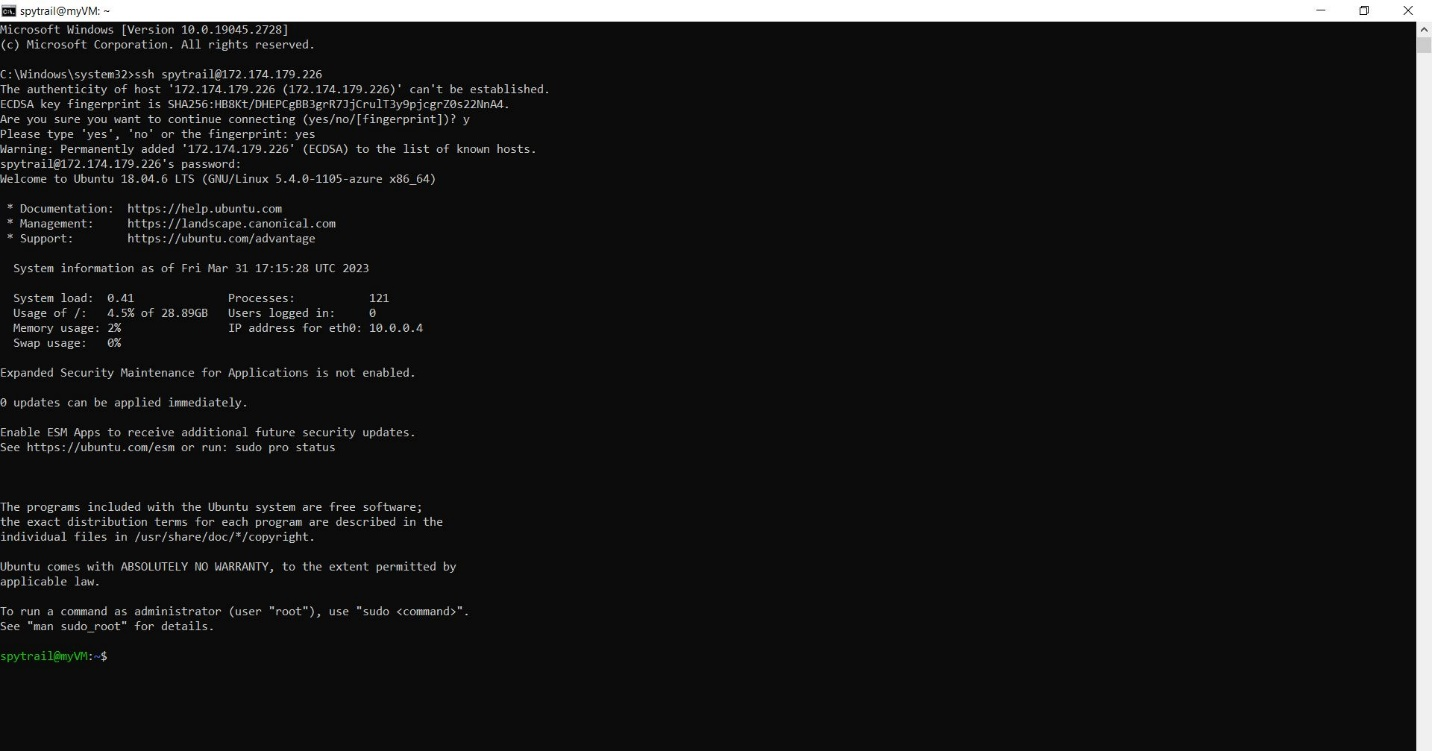 spytrail@myVM: ~
Microsoft Windows [Version 10.0.19045.2728]
(c) Microsoft Corporation. All rights reserved.
C:\Windows\system32>ssh spytrail@172.174.179.226
The authenticity of host '172.174.179.226 (172.174.179.226)' can't be established.
ECDSA key fingerprint is SHA256:HB8Kt/DHEPCgBB3grR7JjCrulT3y9pjcgrZ0s22NnA4.
Are you sure you want to continue connecting (yes/no/[fingerprint])? y
Please type 'yes', 'no' or the fingerprint: yes
Warning: Permanently added '172.174.179.226' (ECDSA) to the list of known hosts.
spytrail@172.174.179.226's password:
Welcome to Ubuntu 18.04.6 LTS (GNU/Linux 5.4.0-1105-azure x86_64)
* Documentation:  https://help.ubuntu.com
* Management:     https://landscape.canonical.com
* Support:        https://ubuntu.com/advantage
System information as of Fri Mar 31 17:15:28 UTC 2023
System load:  0.41              Processes:           121
Usage of /:   4.5% of 28.89GB   Users logged in:     0
Memory usage: 2%                IP address for eth0: 10.0.0.4
Swap usage:   0%
Expanded Security Maintenance for Applications is not enabled.
0 updates can be applied immediately.
Enable ESM Apps to receive additional future security updates.
See https://ubuntu.com/esm or run: sudo pro status
The programs included with the Ubuntu system are free software;
the exact distribution terms for each program are described in the
individual files in /usr/share/doc/*/copyright.
Ubuntu comes with ABSOLUTELY NO WARRANTY, to the extent permitted by
applicable law.
To run a command as administrator (user "root"), use "sudo <command>".
See "man sudo_root" for details.
spytrail@myVM:~$